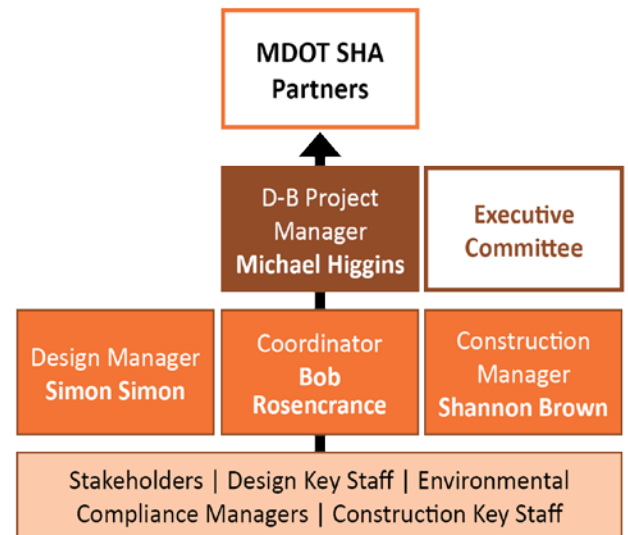 MDOT SHA
Partners
D-B Project
Manager
Michael Higgins
Executive
Committee
Design Manager
Simon Simon
Coordinator
Bob
Rosencrance
Construction
Manager
Shannon Brown
Stakeholders | Design Key Staff | Environmental
Compliance Managers | Construction Key Staff